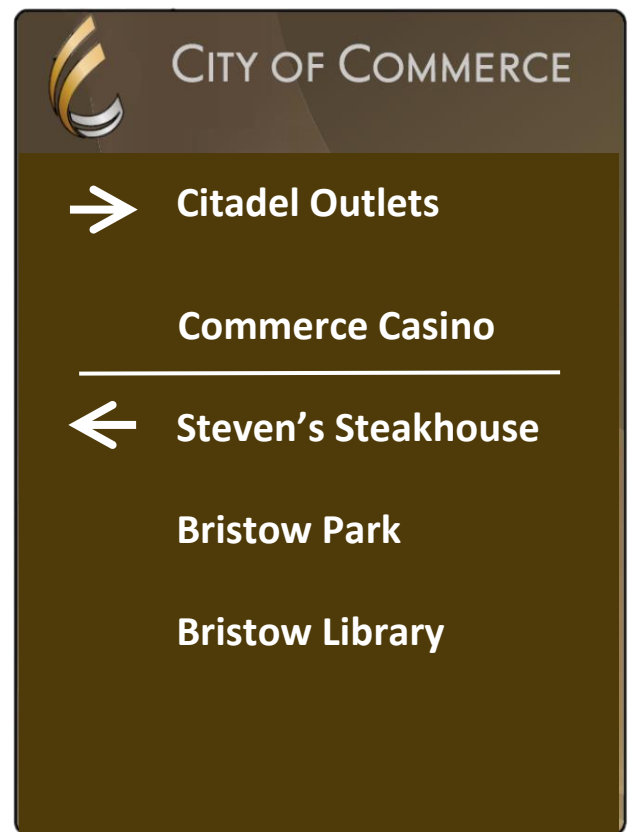 CITY OF COMMERCE
Citadel Outlets
Commerce Casino
Steven’s Steakhouse
Bristow Park
Bristow Library